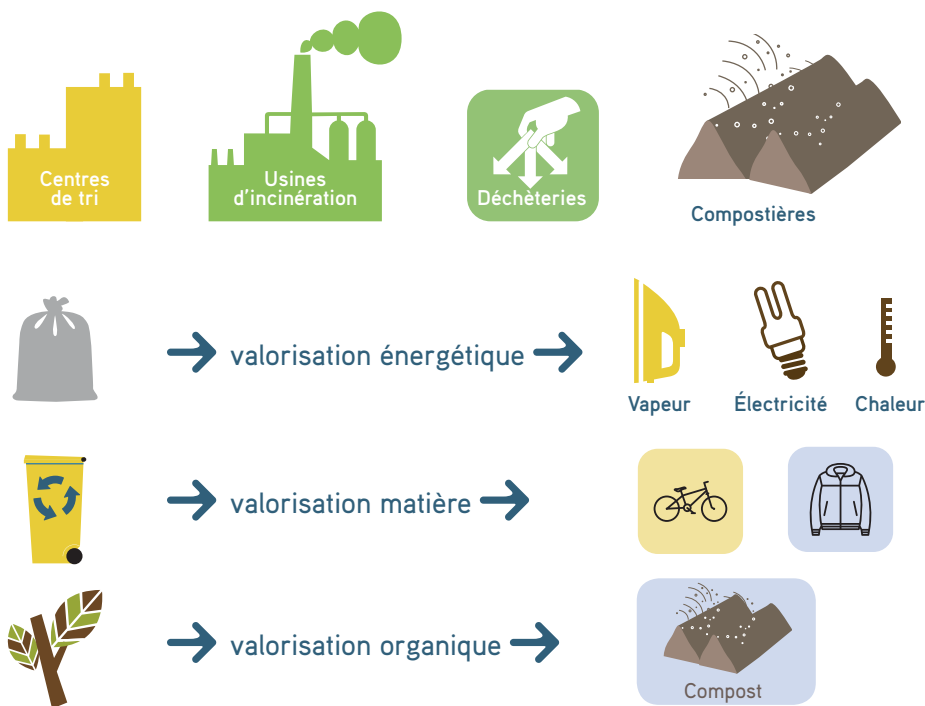 Centres
de tri
Usines
d'incinération
Déchèteries
Compostières
valorisation énergétique
Vapeur
Électricité
Chaleur
valorisation matière
valorisation organique
Compost